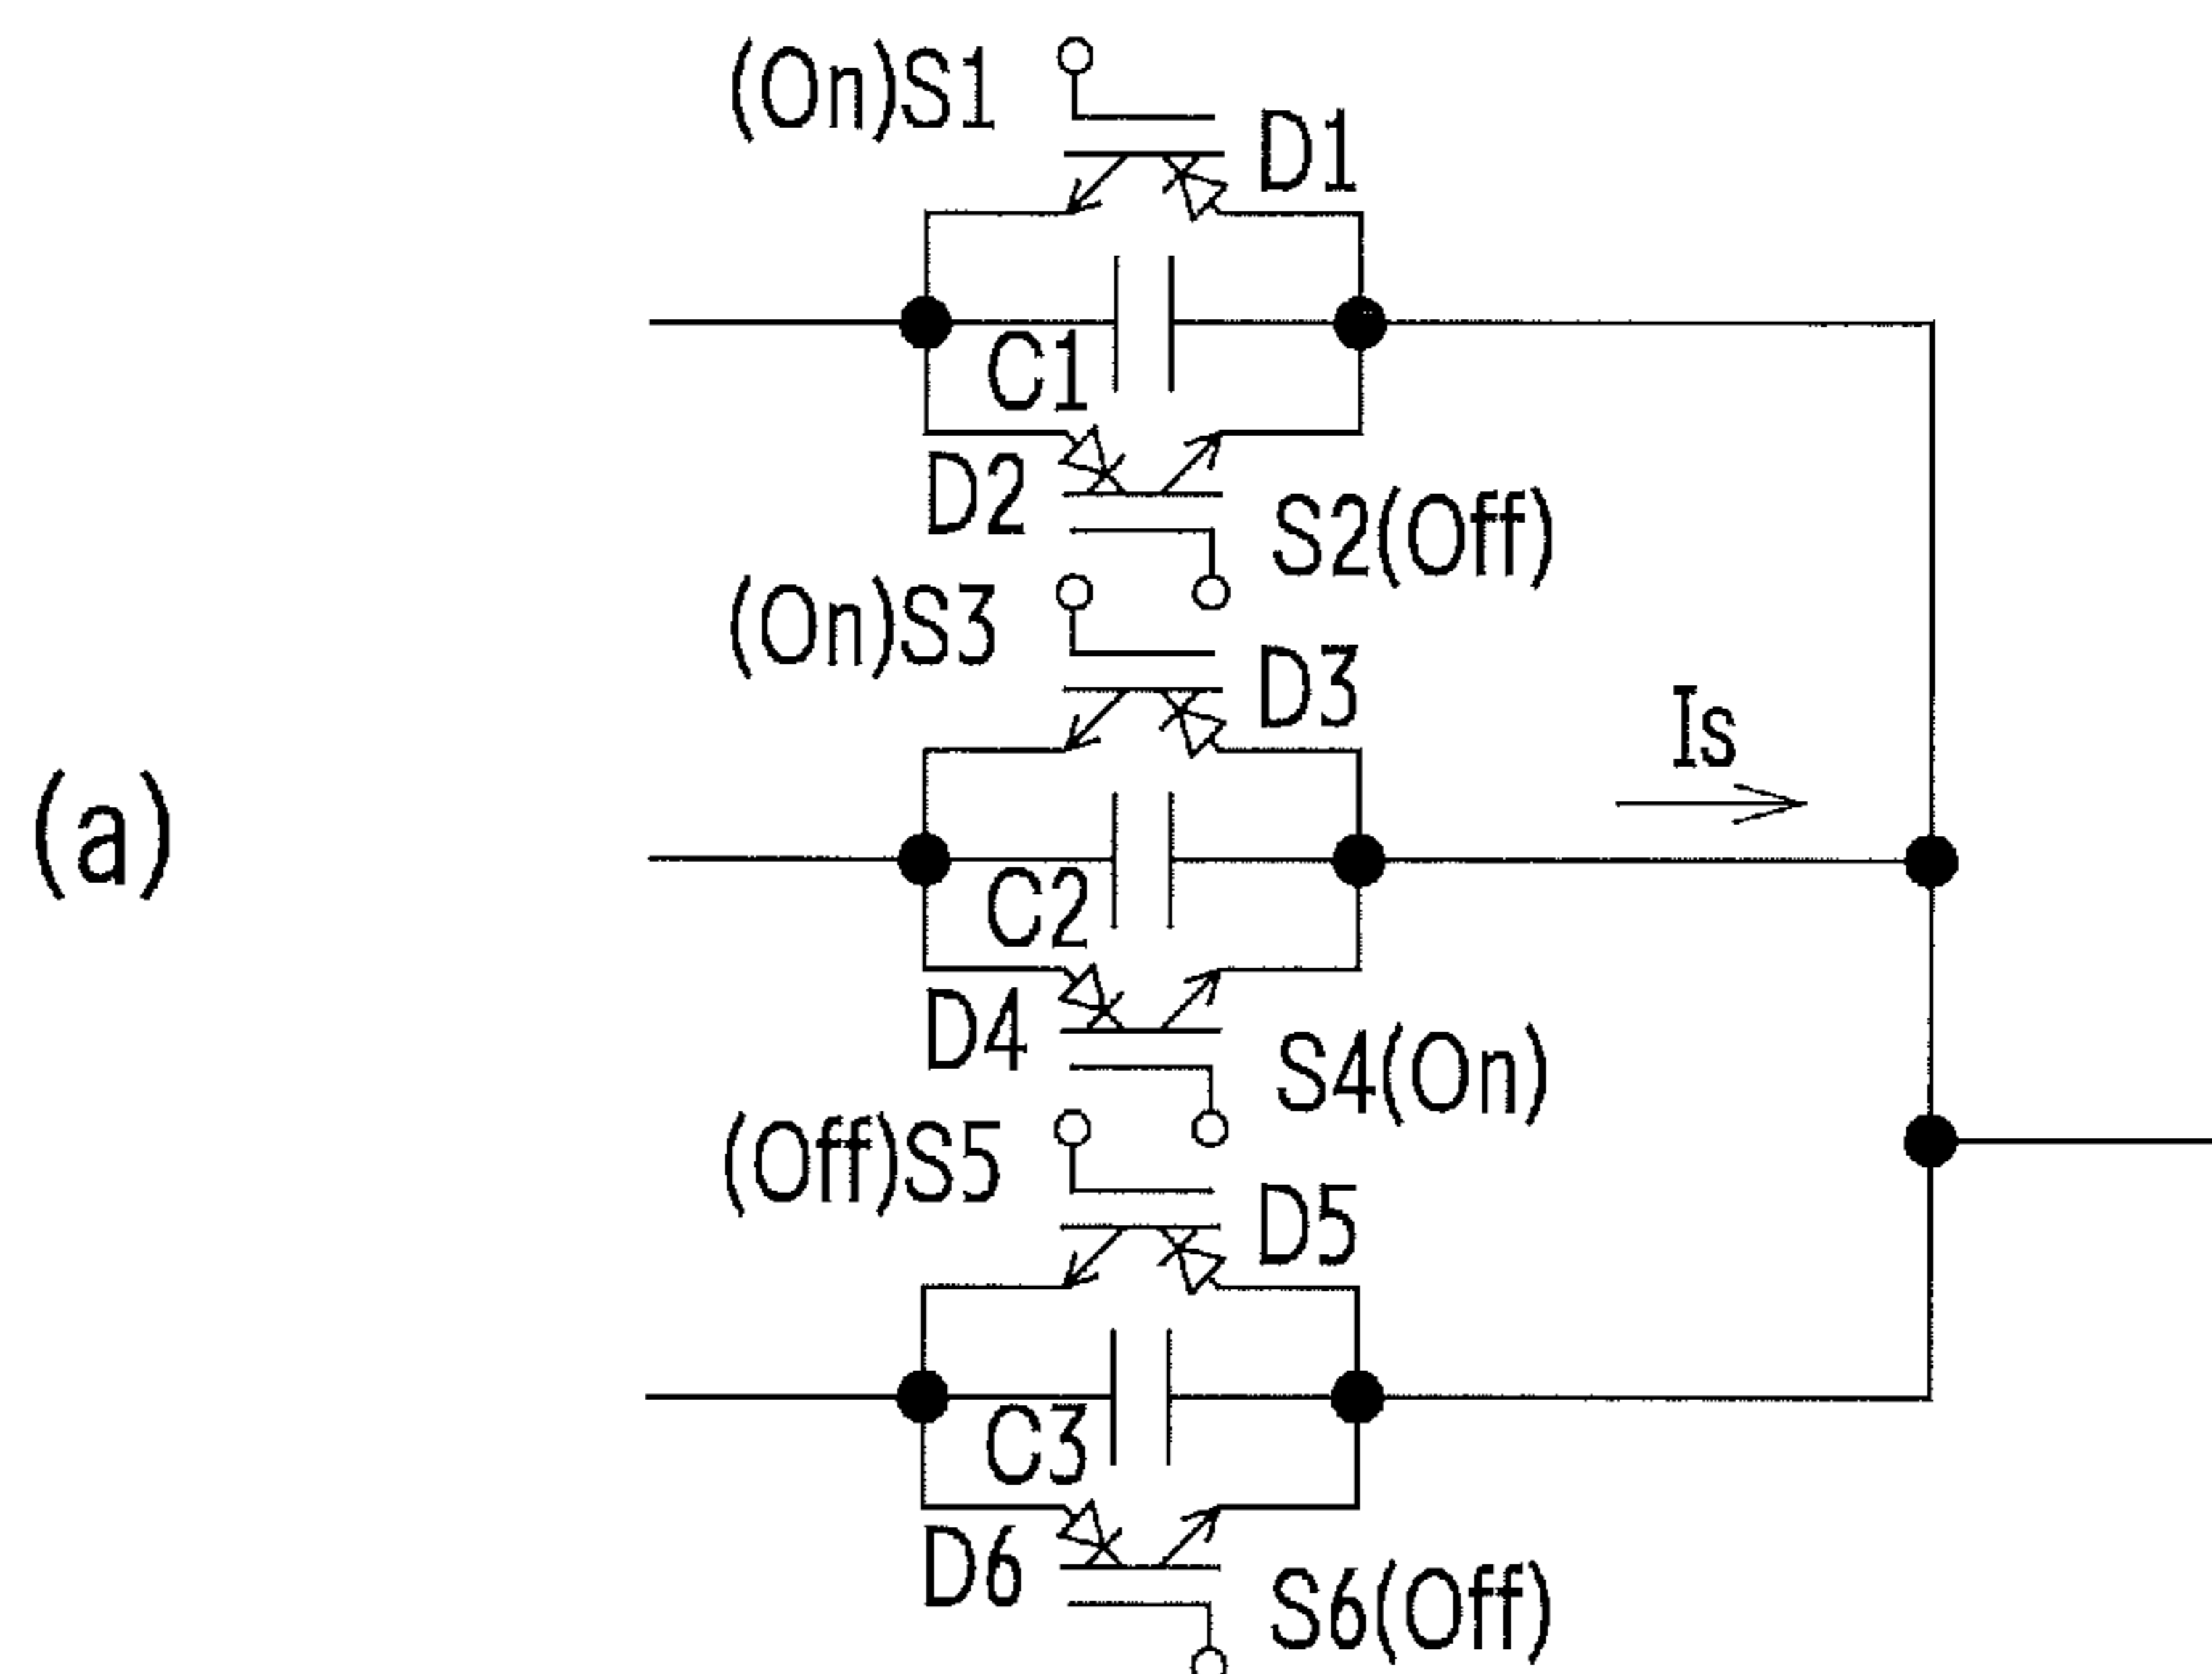 (On)S1
D1
C1
D2
S2(Off)
(On)S3
D3
Is
(a)
C2
D4
S4(On)
(Off)S5
D5
C3
D6
S6(Off)